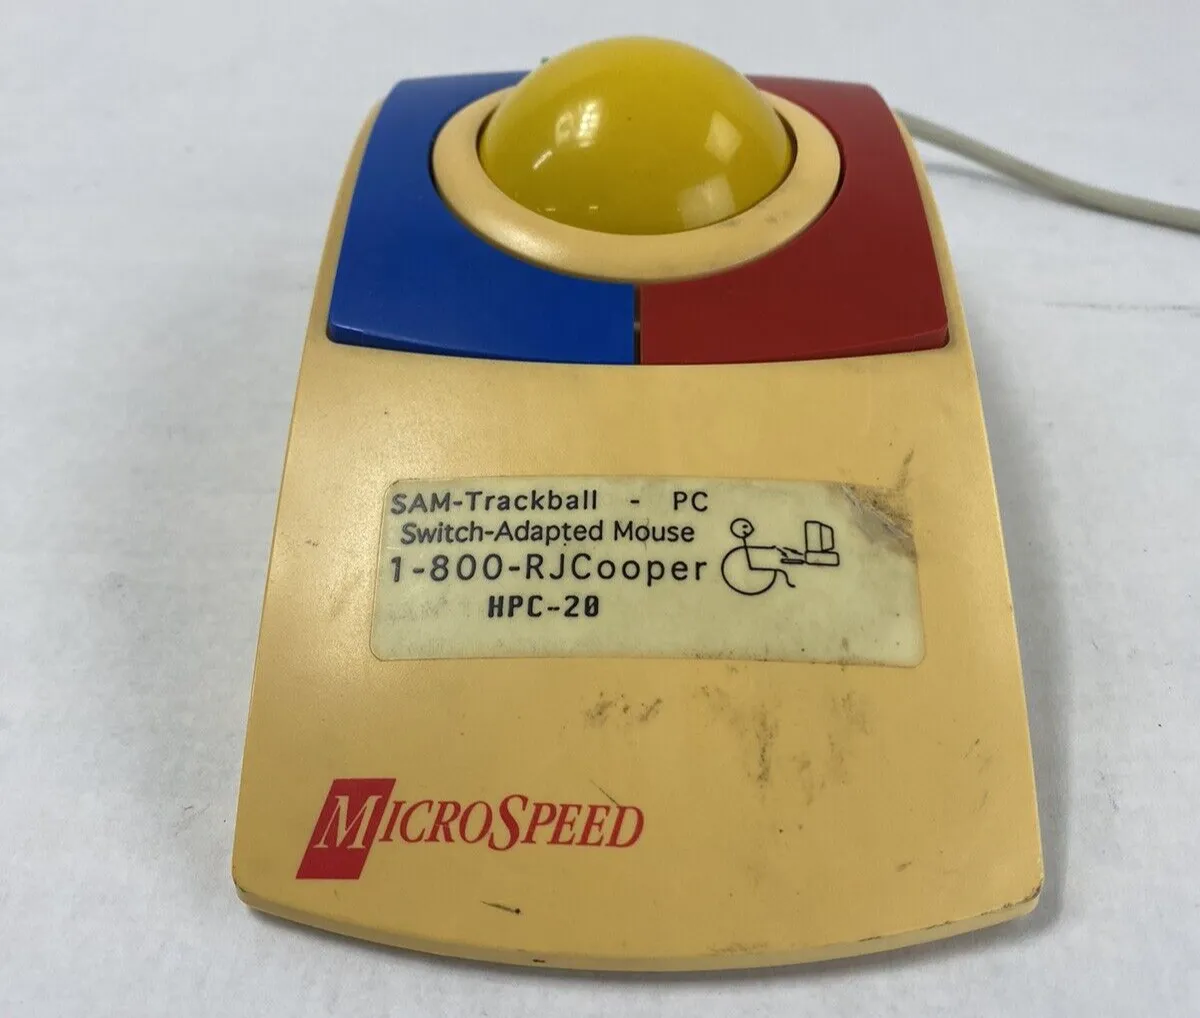 SAM-Trackball - PC
Switch-Adapted Mouse
1-800-RJCooper
HPC-20
MICROSPEED